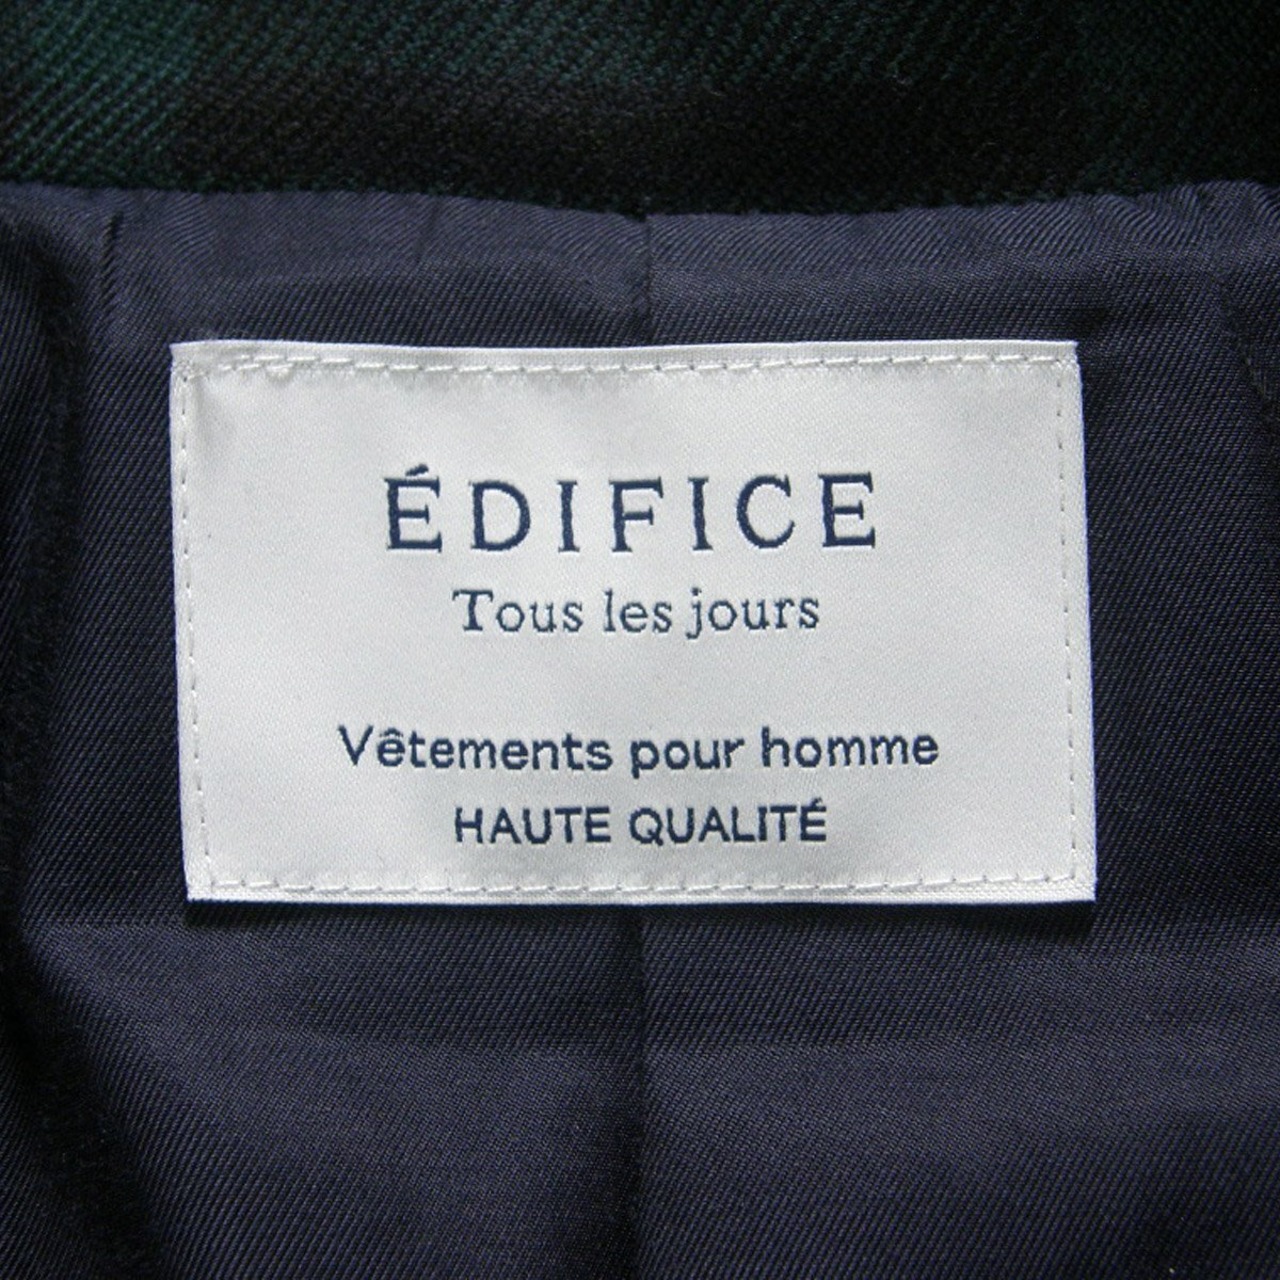 ÉDIFICE
Tous les jours
Vêtements pour homme
HAUTE QUALITÉ